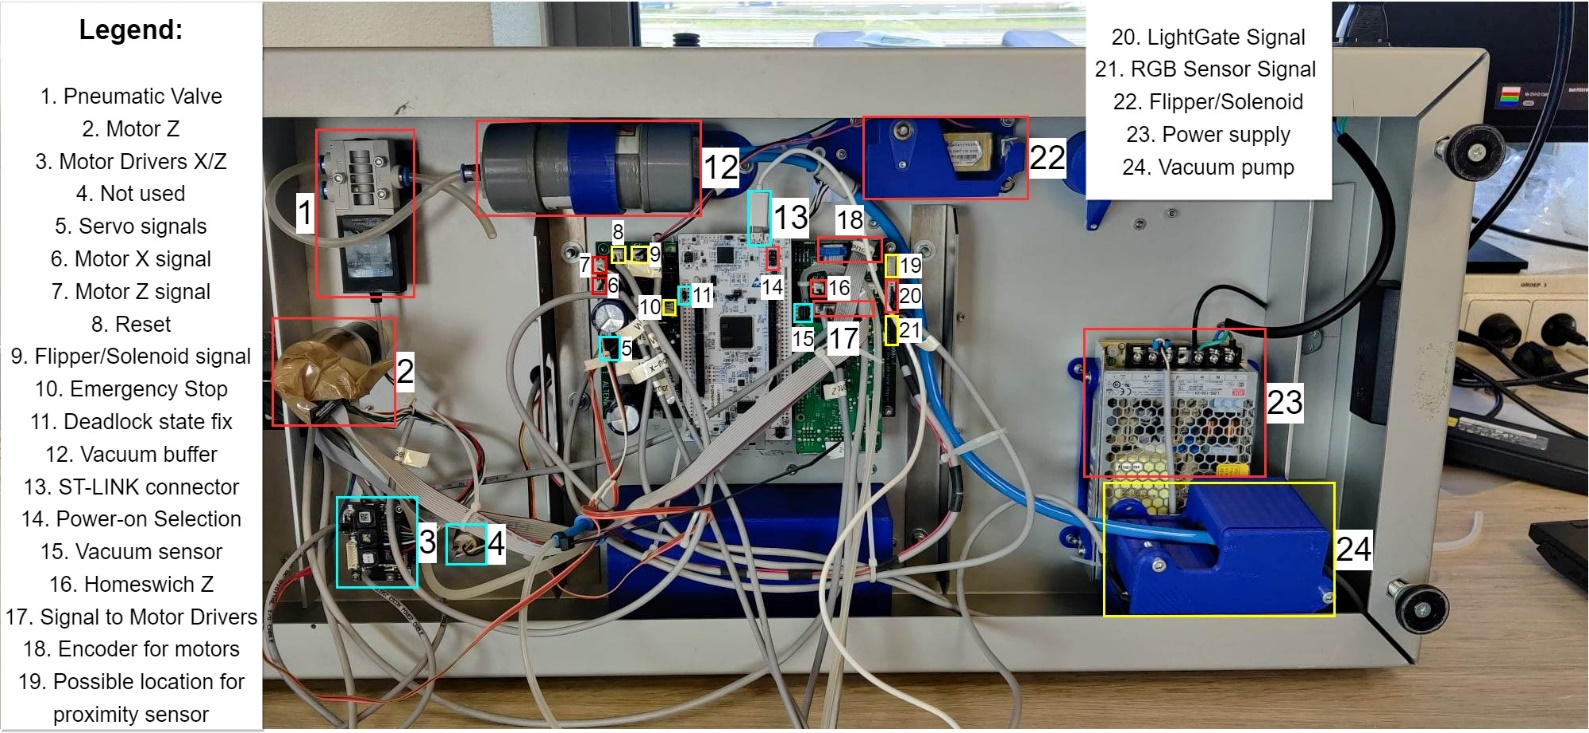 Legend:
1. Pneumatic Valve
2. Motor Z
3. Motor Drivers X/Z
4. Not used
5. Servo signals
6. Motor X signal
7. Motor Z signal
8. Reset
9. Flipper/Solenoid signal
10. Emergency Stop
11. Deadlock state fix
12. Vacuum buffer
13. ST-LINK connector
14. Power-on Selection
15. Vacuum sensor
16. Homeswich Z
17. Signal to Motor Drivers
18. Encoder for motors
19. Possible location for
proximity sensor
20. LightGate Signal
21. RGB Sensor Signal
22. Flipper/Solenoid
23. Power supply
24. Vacuum pump
1
2
3
4
5
6
7
8
9
10
11
12
13
14
15
16
17
18
19
20
21
22
23
24